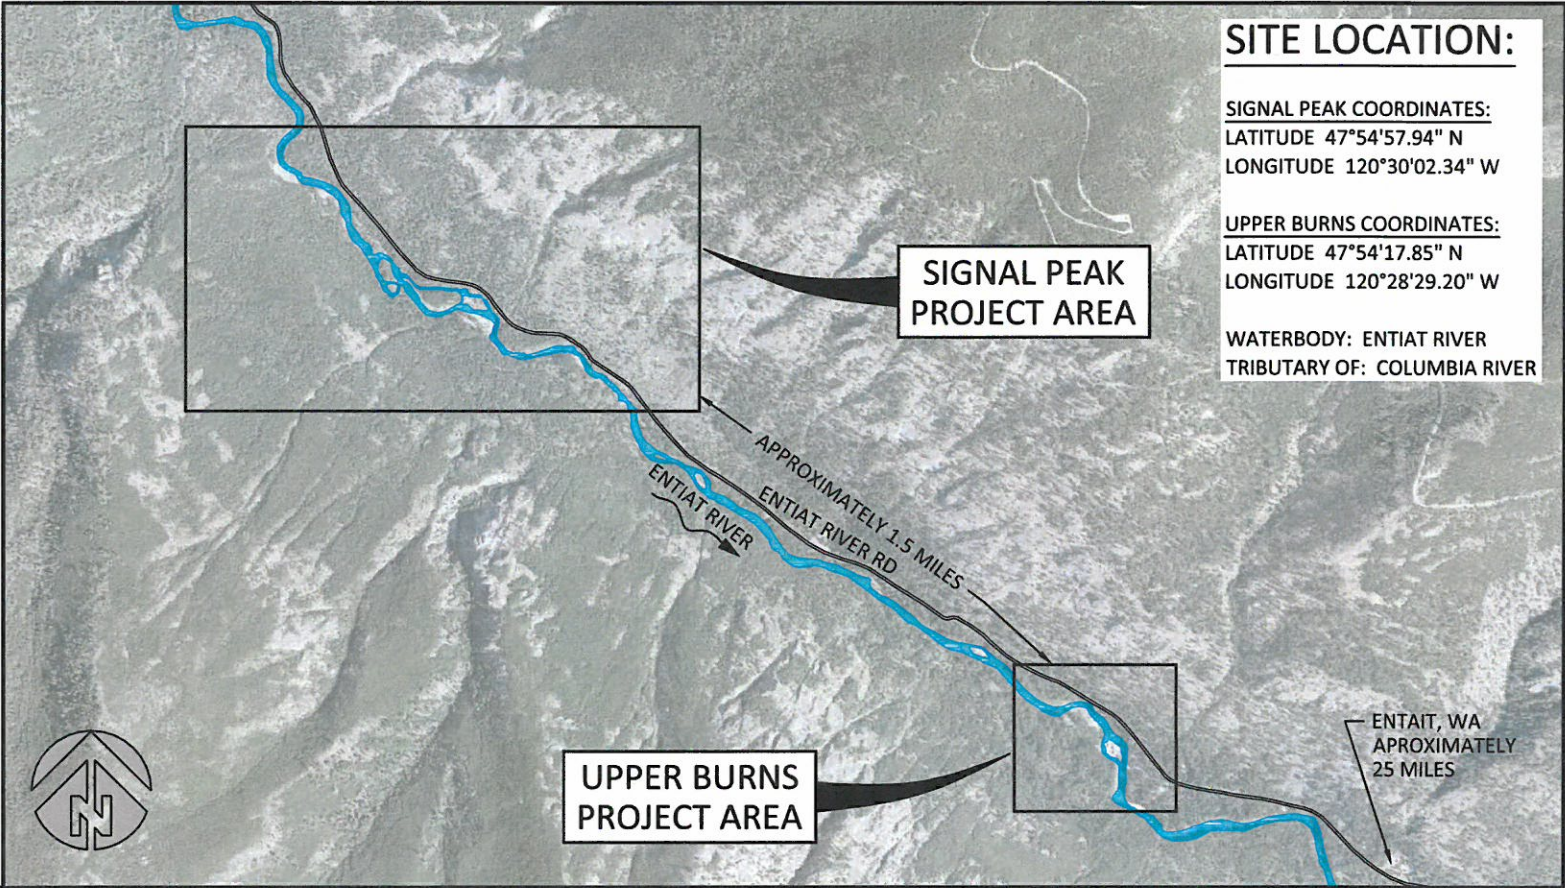 SITE LOCATION:
SIGNAL PEAK COORDINATES:
LATITUDE 47°54'57.94" N
LONGITUDE 120°30'02.34" W
UPPER BURNS COORDINATES:
LATITUDE 47°54'17.85" N
LONGITUDE 120°28'29.20" W
WATERBODY: ENTIAT RIVER
TRIBUTARY OF: COLUMBIA RIVER
SIGNAL PEAK
PROJECT AREA
APPROXIMATELY 1.5 MILES
ENTIAT RIVER RD
ENTIAT RIVER
UPPER BURNS
PROJECT AREA
ENTAIT, WA
APROXIMATELY
25 MILES
N